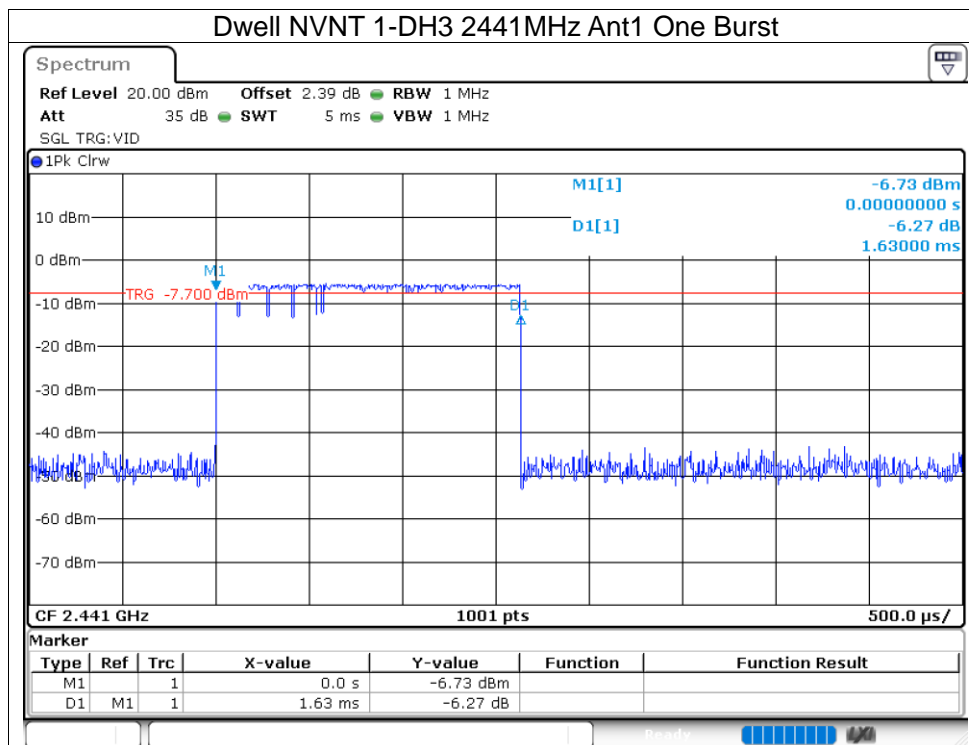 Dwell NVNT 1-DH3 2441MHz Ant1 One Burst
Spectrum
Ref Level 20.00 dBm Offset 2.39 dB RBW 1 MHz
Att 35 dB SWT 5 ms VBW 1 MHz
SGL TRG:VID
1Pk Clrw
M1[1] -6.73 dBm
0.00000000 s
10 dBm
D1[1] -6.27 dB
1.63000 ms
0 dBm
M1
TRG -7.700 dBm
-10 dBm
D1
-20 dBm
-30 dBm
-40 dBm
-50 dBm
-60 dBm
-70 dBm
CF 2.441 GHz 1001 pts 500.0 µs/
Marker
Type Ref Trc X-value Y-value Function Function Result
M1 1 0.0 s -6.73 dBm
D1 M1 1 1.63 ms -6.27 dB
Ready